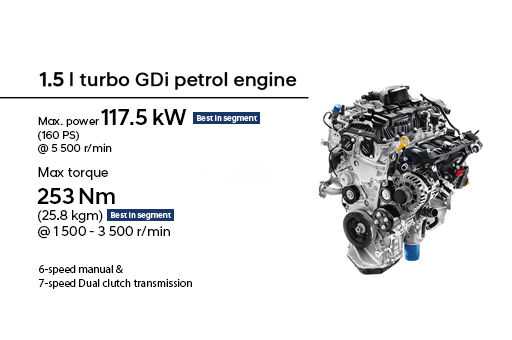 1.5 l turbo GDi petrol engine
Max. power 117.5 kW Best in segment
(160 PS)
@ 5 500 r/min
Max torque
253 Nm
(25.8 kgm) Best in segment
@ 1 500 - 3 500 r/min
6-speed manual &
7-speed Dual clutch transmission